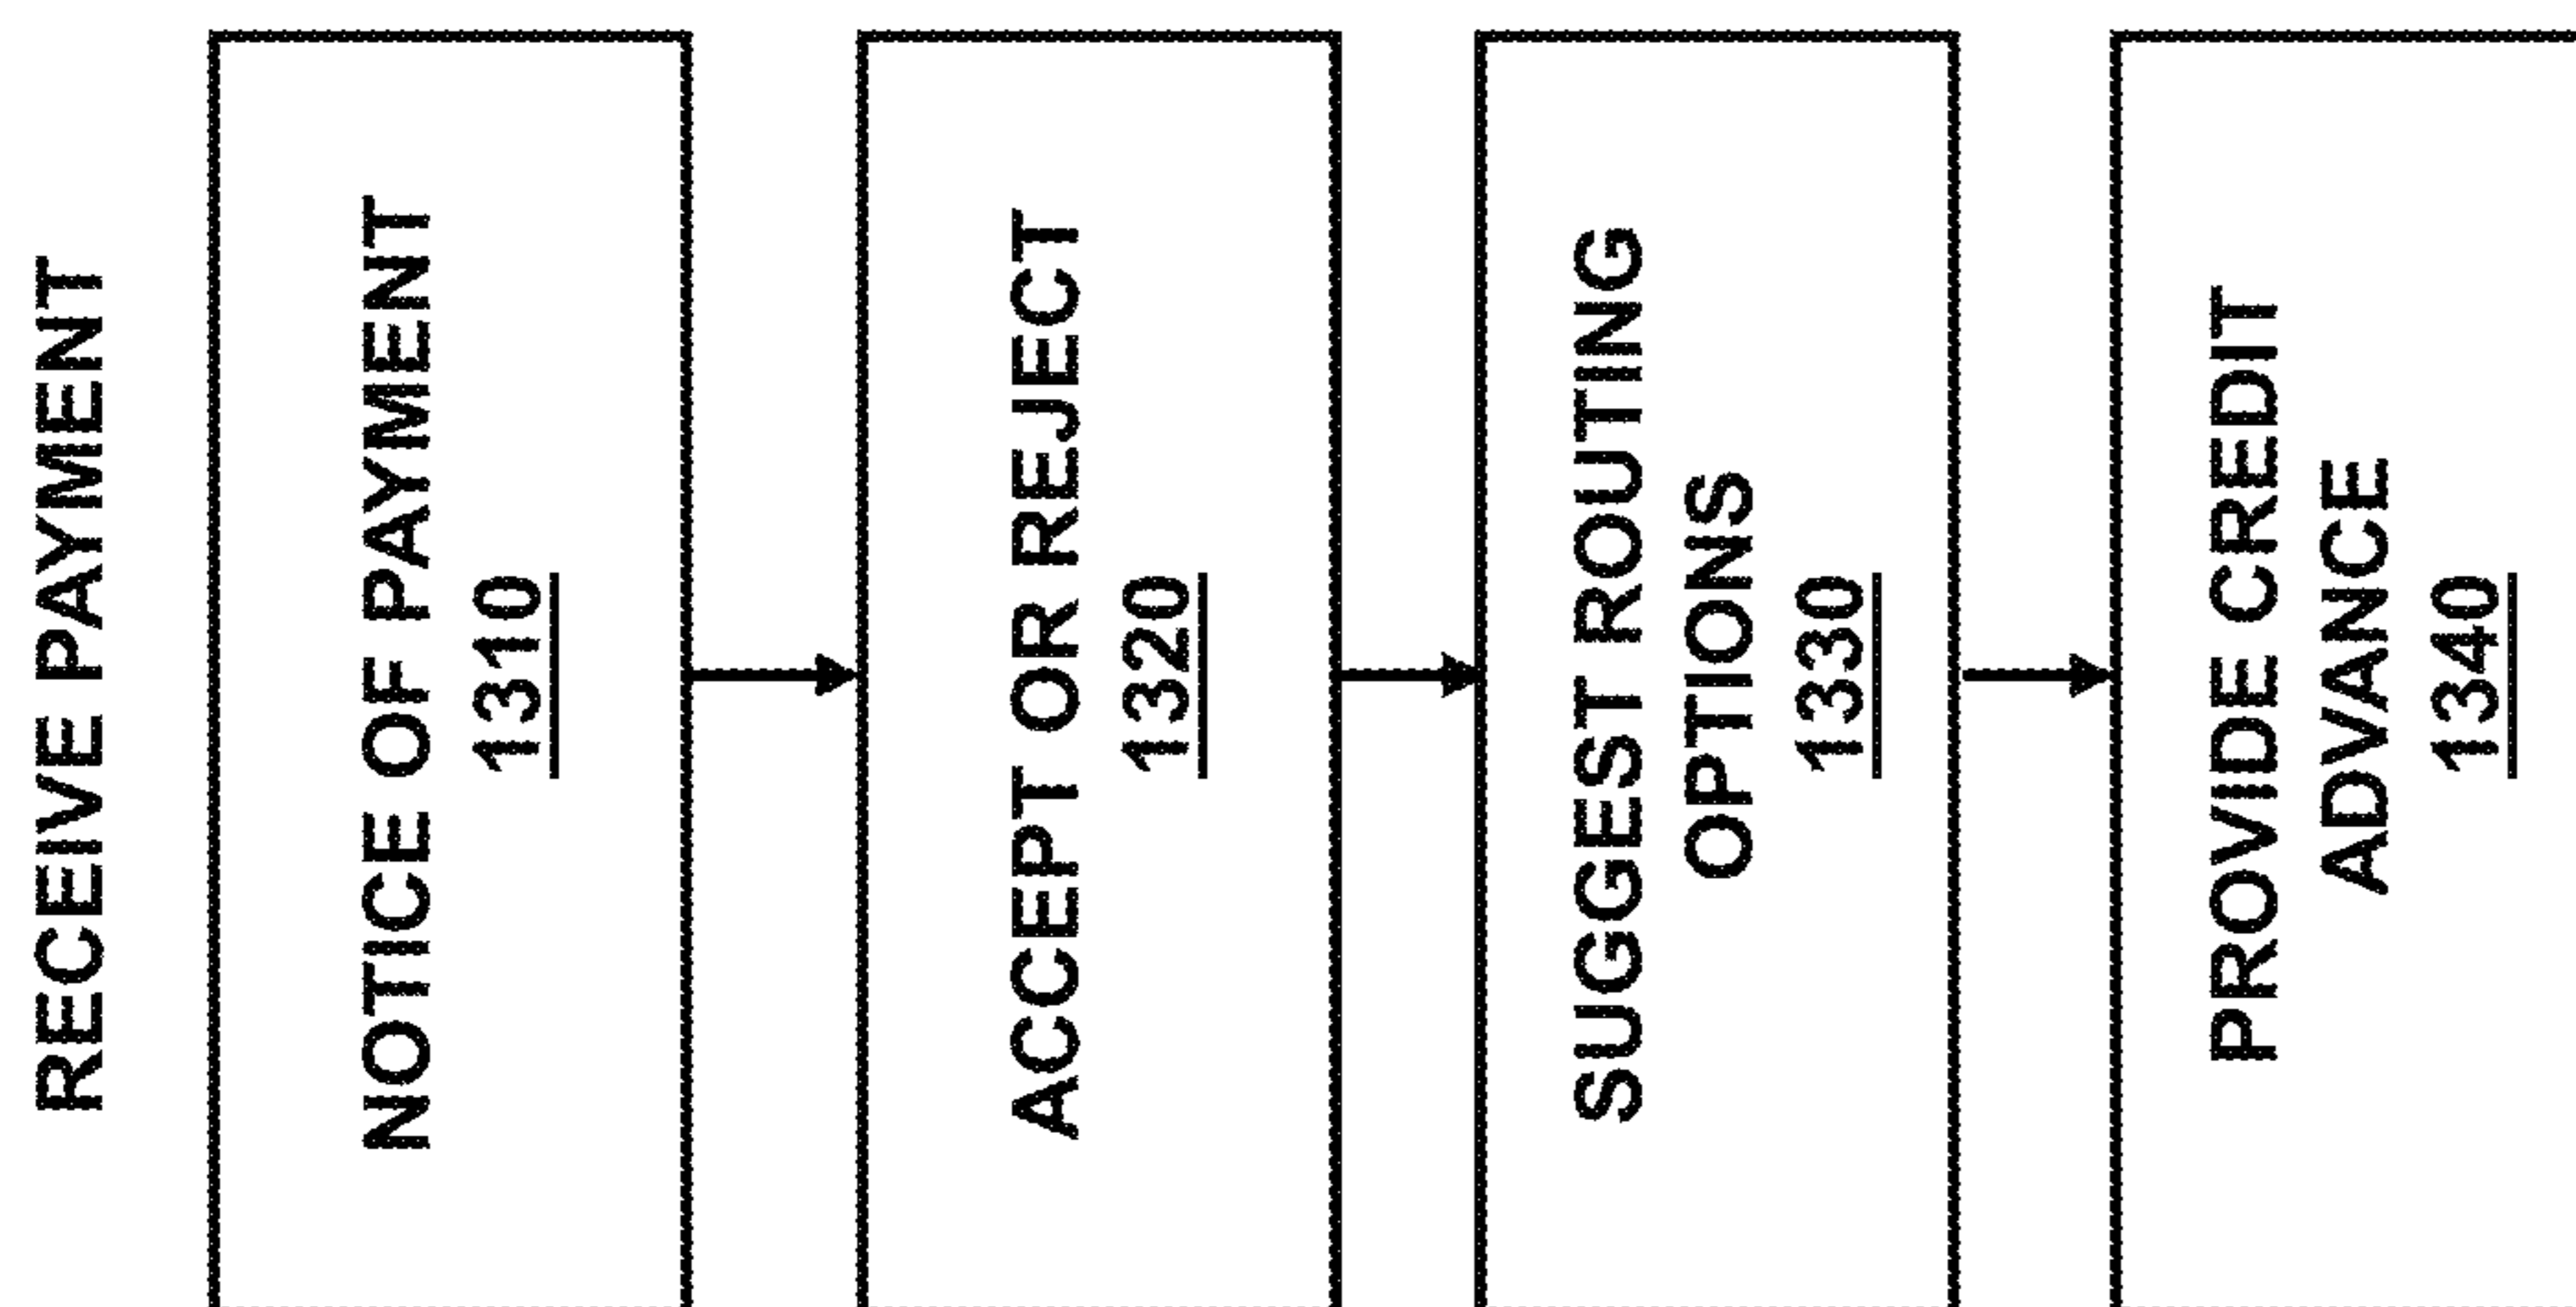 RECEIVE PAYMENT
NOTICE OF PAYMENT
1310
ACCEPT OR REJECT
1320
SUGGEST ROUTING
OPTIONS
1330
PROVIDE CREDIT
ADVANCE
1340